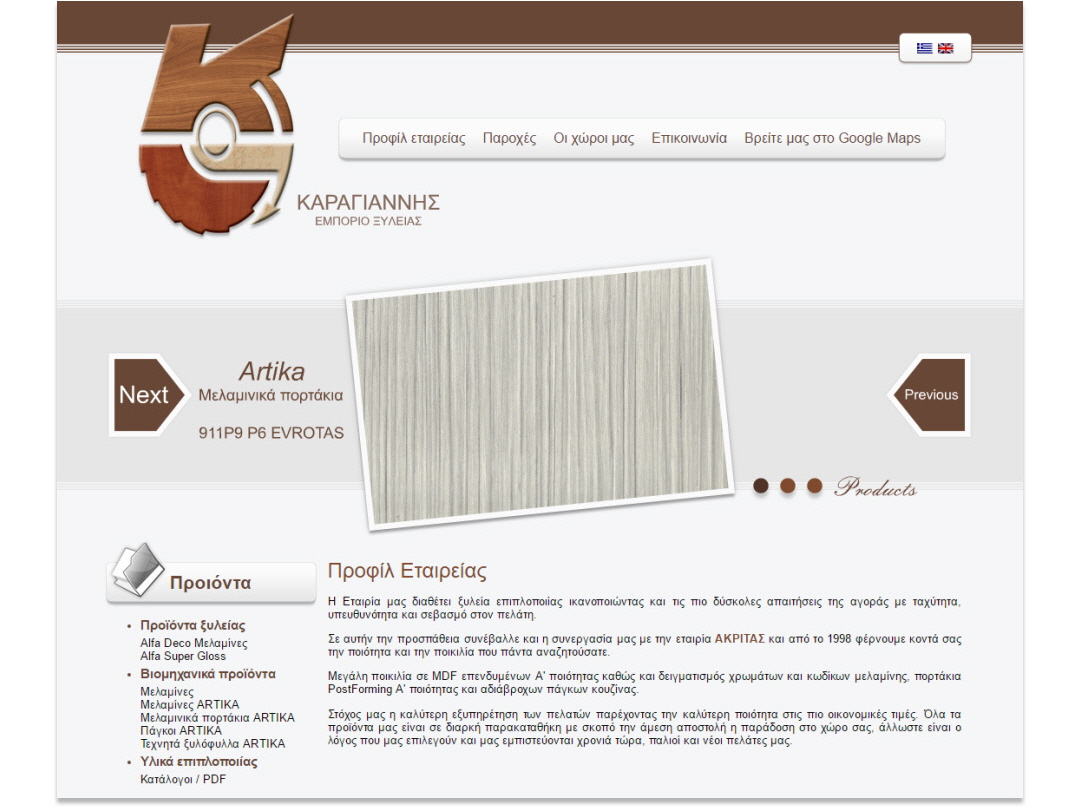 Προφίλ εταιρείας Παροχές Οι χώροι μας Επικοινωνία Βρείτε μας στο Google Maps
ΚΑΡΑΓΙΑΝΝΗΣ
ΕΜΠΟΡΙΟ ΞΥΛΕΙΑΣ
Next
Artika
Μελαμινικά πορτάκια
911P9 P6 EVROTAS
Previous
Products
Προιόντα
Προϊόντα ξυλείας
Alfa Deco Μελαμίνες
Alfa Super Gloss
Βιομηχανικά προϊόντα
Μελαμίνες
Μελαμίνες ARTIKA
Μελαμινικά πορτάκια ARTIKA
Πάγκοι ARTIKA
Τεχνητά ξυλόφυλλα ARTIKA
Υλικά επιπλοποιίας
Κατάλογοι / PDF
Προφίλ Εταιρείας
Η Εταιρία μας διαθέτει ξυλεία επιπλοποιίας ικανοποιώντας και τις πιο δύσκολες απαιτήσεις της αγοράς με ταχύτητα,
υπευθυνότητα και σεβασμό στον πελάτη.
Σε αυτήν την προσπάθεια συνέβαλλε και η συνεργασία μας με την εταιρία ΑΚΡΙΤΑΣ και από το 1998 φέρνουμε κοντά σας
την ποιότητα και την ποικιλία που πάντα αναζητούσατε.
Μεγάλη ποικιλία σε MDF επενδυμένων Α' ποιότητας καθώς και δειγματισμός χρωμάτων και κωδίκων μελαμίνης, πορτάκια
PostForming Α' ποιότητας και αδιάβροχων πάγκων κουζίνας.
Στόχος μας η καλύτερη εξυπηρέτηση των πελατών παρέχοντας την καλύτερη ποιότητα στις πιο οικονομικές τιμές. Όλα τα
προϊόντα μας είναι σε διαρκή παρακαταθήκη με σκοπό την άμεση αποστολή η παράδοση στο χώρο σας, άλλωστε είναι ο
λόγος που μας επιλεγούν και μας εμπιστεύονται χρονιά τώρα, παλιοί και νέοι πελάτες μας.